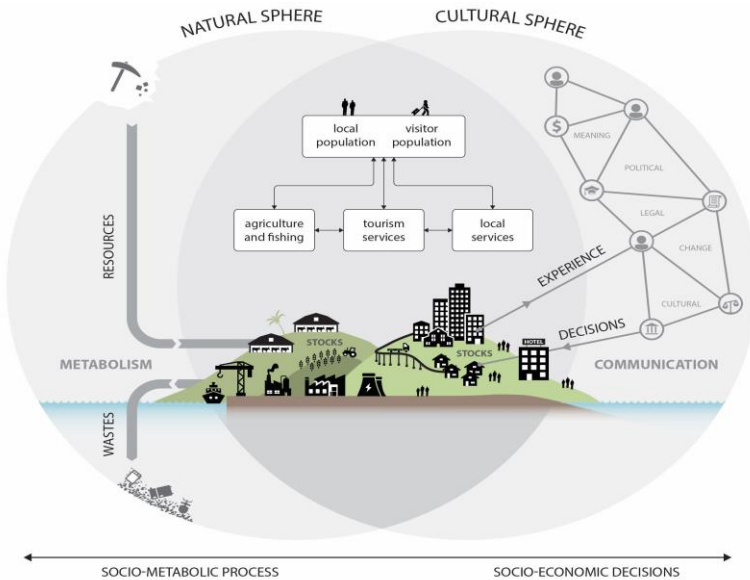 NATURAL SPHERE
CULTURAL SPHERE
local
population
visitor
population
agriculture
and fishing
tourism
services
local
services
$
MEANING
POLITICAL
LEGAL
CHANGE
CULTURAL
RESOURCES
EXPERIENCE
DECISIONS
STOCKS
STOCKS
HOTEL
METABOLISM
COMMUNICATION
WASTES
SOCIO-METABOLIC PROCESS
SOCIO-ECONOMIC DECISIONS